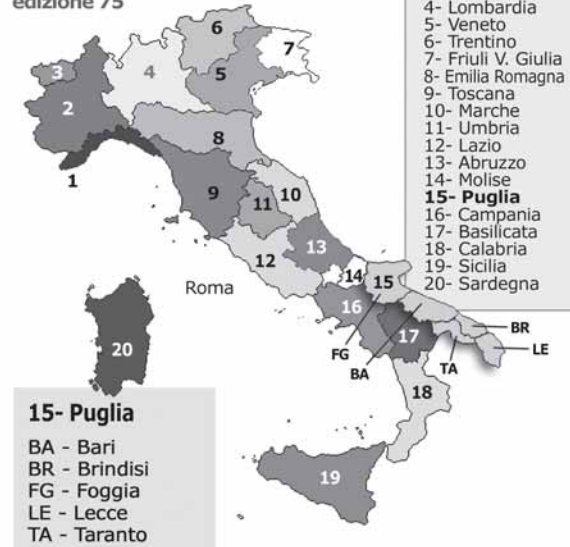 edizione 75
4- Lombardia
5- Veneto
6- Trentino
7- Friuli V. Giulia
8- Emilia Romagna
9- Toscana
10- Marche
11- Umbria
12- Lazio
13- Abruzzo
14- Molise
15- Puglia
16- Campania
17- Basilicata
18- Calabria
19- Sicilia
20- Sardegna
6
7
3
4
5
2
8
1
9
10
11
13
12
14
15
Roma
16
BR
17
LE
FG
TA
BA
20
18
19
15- Puglia
BA - Bari
BR - Brindisi
FG - Foggia
LE - Lecce
TA - Taranto